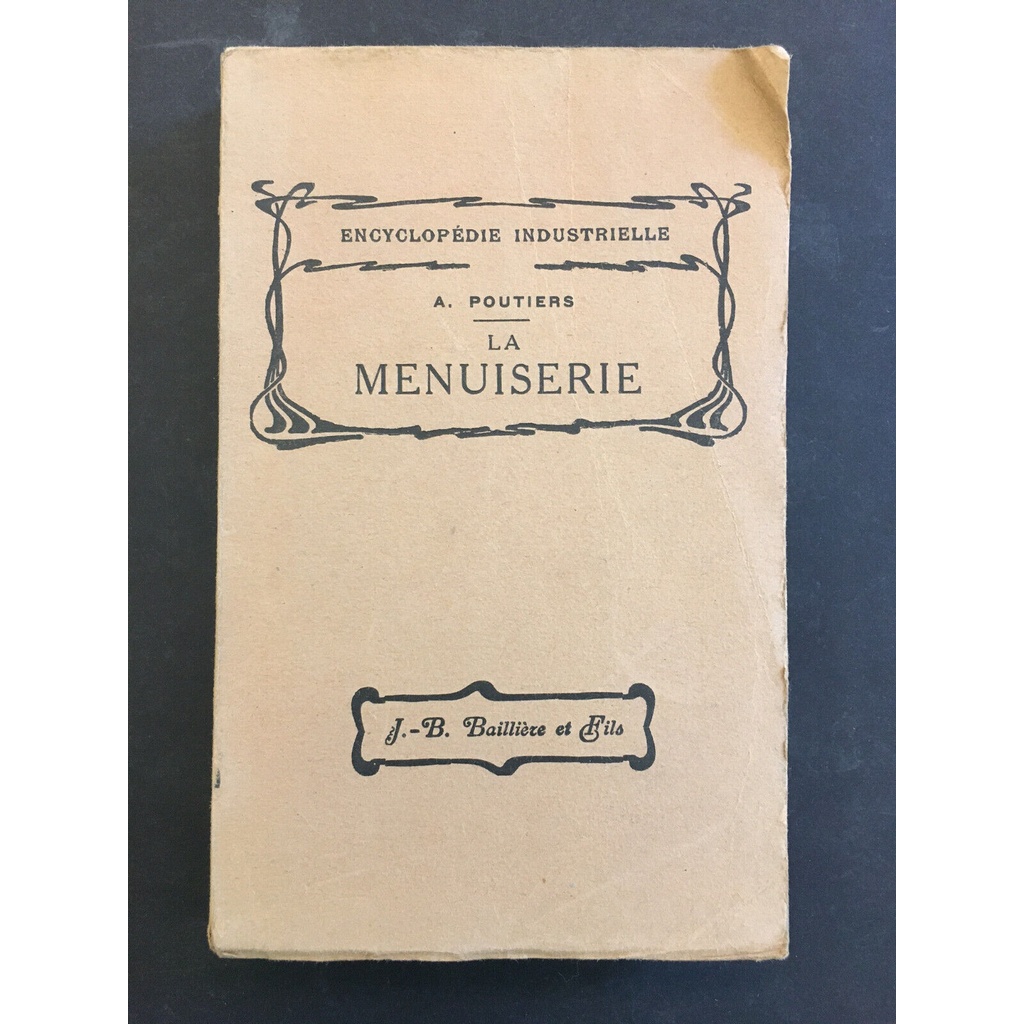 ENCYCLOPÉDIE INDUSTRIELLE
A. POUTIERS
LA
MENUISERIE
J.-B. Baillière et Fils